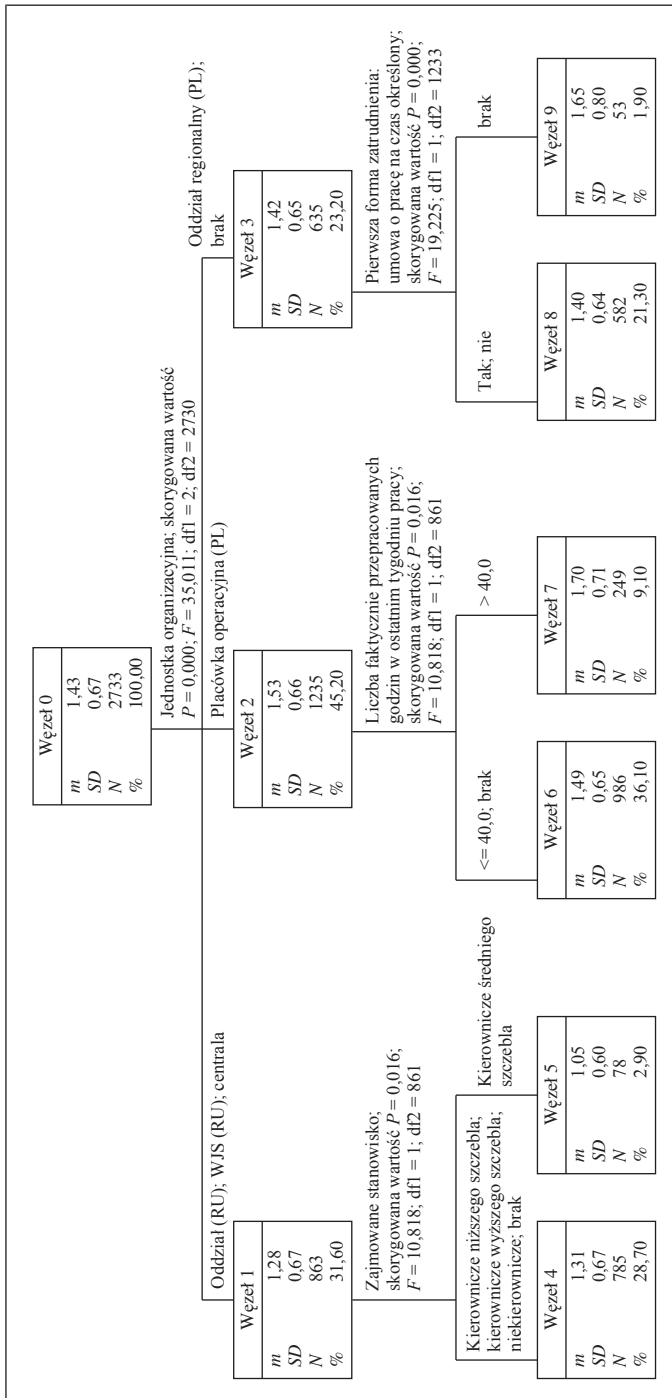 Węzeł 0
m 1,43
SD 0,67
N 2733
% 100,00
Jednostka organizacyjna; skorygowana wartość
P = 0,000; F = 35,011; df1 = 2; df2 = 2730
Oddział (RU); WJS (RU); centrala
Placówka operacyjna (PL)
Oddział regionalny (PL);
brak
Węzeł 1
m 1,28
SD 0,67
N 863
% 31,60
Węzeł 2
m 1,53
SD 0,66
N 1235
% 45,20
Węzeł 3
m 1,42
SD 0,65
N 635
% 23,20
Zajmowane stanowisko;
skorygowana wartość P = 0,016;
F = 10,818; df1 = 1; df2 = 861
Liczba faktycznie przepracowanych
godzin w ostatnim tygodniu pracy;
skorygowana wartość P = 0,016;
F = 10,818; df1 = 1; df2 = 861
Pierwsza forma zatrudnienia:
umowa o pracę na czas określony;
skorygowana wartość P = 0,000;
F = 19,225; df1 = 1; df2 = 1233
Kierownicze niższego szczebla;
kierownicze wyższego szczebla;
niekierownicze; brak
Kierownicze średniego
szczebla
<= 40,0; brak
> 40,0
Tak; nie
brak
Węzeł 4
m 1,31
SD 0,67
N 785
% 28,70
Węzeł 5
m 1,05
SD 0,60
N 78
% 2,90
Węzeł 6
m 1,49
SD 0,65
N 986
% 36,10
Węzeł 7
m 1,70
SD 0,71
N 249
% 9,10
Węzeł 8
m 1,40
SD 0,64
N 582
% 21,30
Węzeł 9
m 1,65
SD 0,80
N 53
% 1,90